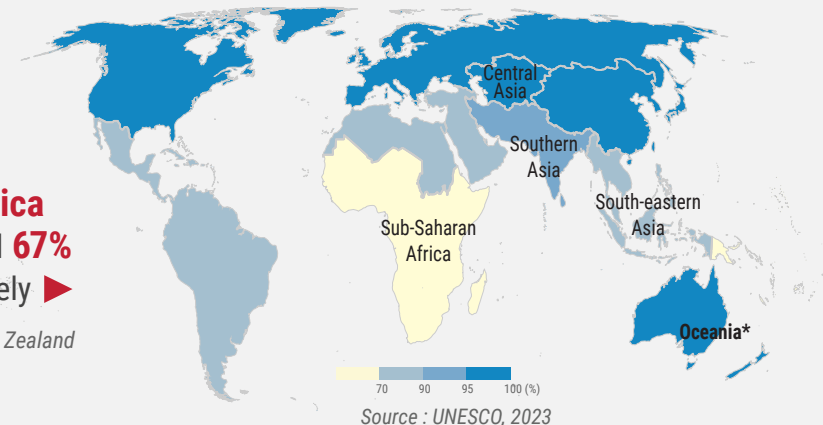 Central
Asia
Southern
Asia
South-eastern
Asia
Sub-Saharan
Africa
ica
67%
ely ►
Zealand
Oceania*
70 90 95 100 (%)
Source : UNESCO, 2023